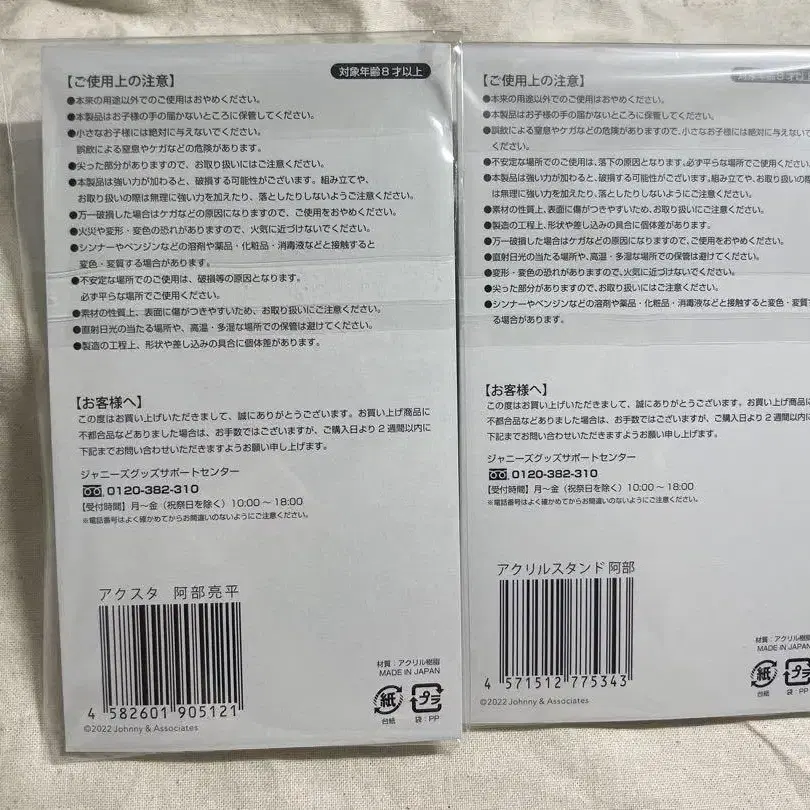 【ご使用上の注意】
対象年齢8才以上
●本来の用途以外でのご使用はおやめください。
●本製品はお子様の手の届かないところに保管してください。
●小さなお子様には絶対に与えないでください。
誤飲による窒息やケガなどの危険があります。
●尖った部分がありますので、お取り扱いにはご注意ください。
●本製品は強い力が加わると、破損する可能性がございます。組み立てや、
お取り扱いの際は無理に強い力を加えたり、落としたりしないようご注意ください。
●万一破損した場合はケガなどの原因になりますので、ご使用をおやめください。
●火災や変形・変色の恐れがありますので、火気に近づけないでください。
●シンナーやベンジンなどの溶剤や薬品・化粧品・消毒液などと接触すると
変色・変質する場合があります。
●不安定な場所でのご使用は、破損等の原因となります。
必ず平らな場所でご使用ください。
●素材の性質上、表面に傷がつきやすいため、お取り扱いにご注意ください。
●直射日光の当たる場所や、高温・多湿な場所での保管は避けてください。
●製造の工程上、形状や差し込みの具合に個体差があります。
【お客様へ】
この度はお買い上げいただきまして、誠にありがとうございます。お買い上げ商品に
不都合品などありました場合は、お手数ではございますが、ご購入日より2週間以内に
下記までお問い合わせいただきますようお願い申し上げます。
ジャニーズグッズサポートセンター
0120-382-310
【受付時間】月～金(祝祭日を除く)10:00～18:00
※電話番号はよく確かめてからお間違いのないようにご注意ください。
アクスタ 阿部亮平
4 582601 905121
材質:アクリル樹脂
MADE IN JAPAN
紙 プラ
台紙 袋:PP
©2022 Johnny & Associates
【ご使用上の注意】
対象年齢8才以上
●本来の用途以外でのご使用はおやめください。
●本製品はお子様の手の届かないところに保管してください。
●誤飲による窒息やケガなどの危険がありますので、小さなお子様には絶対に与えないで
ください。
●不安定な場所でのご使用は、落下の原因となります。必ず平らな場所でご使用ください
●本製品は強い力が加わると、破損する可能性がございます。組み立てや、お取り扱いの際
は無理に強い力を加えたり、落としたりしないようにご注意ください。
●素材の性質上、表面に傷がつきやすいため、お取り扱いにご注意ください。
●製造の工程上、形状や差し込みの具合に個体差があります。
●万一破損した場合はケガなどの原因になりますので、ご使用をおやめください。
●直射日光の当たる場所や、高温・多湿な場所での保管は避けてください。
●変形・変色の恐れがありますので、火気に近づけないでください。
●尖った部分がありますので、お取り扱いにはご注意ください。
●シンナーやベンジンなどの溶剤や薬品・化粧品・消毒液などと接触すると変色・変質す
る場合があります。
【お客様へ】
この度はお買い上げいただきまして、誠にありがとうございます。お買い上げ商品に
不都合品などありました場合は、お手数ではございますが、ご購入日より2週間以内に
下記までお問い合わせいただきますようお願い申し上げます。
ジャニーズグッズサポートセンター
0120-382-310
【受付時間】月～金(祝祭日を除く)10:00～18:00
※電話番号はよく確かめてからお間違いのないようにご注意ください。
アクリルスタンド 阿部
4 571512 775343
材質:アクリル樹脂
MADE IN JAPAN
紙 プラ
台紙 袋:PP
©2022 Johnny & Associates